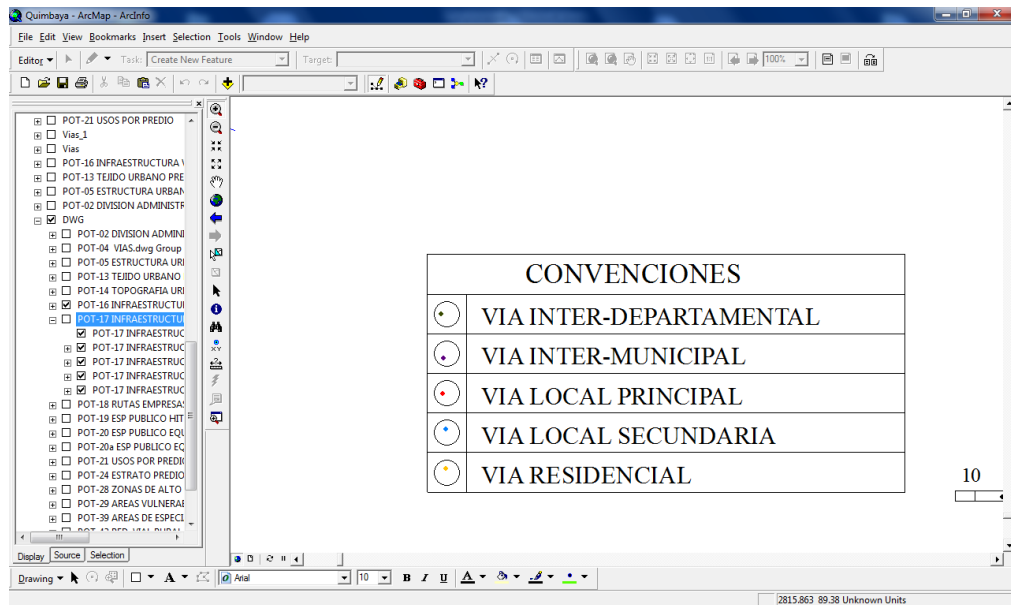 Quimbaya - ArcMap - ArcInfo
File Edit View Bookmarks Insert Selection Tools Window Help
Editor Task: Create New Feature Target: 100%
POT-21 USOS POR PREDIO
Vias_1
Vias
POT-16 INFRAESTRUCTURA
POT-13 TEJIDO URBANO PRE
POT-05 ESTRUCTURA URBAN
POT-02 DIVISION ADMINISTR
DWG
POT-02 DIVISION ADMINI
POT-04 VIAS.dwg Group
POT-05 ESTRUCTURA UR
POT-13 TEJIDO URBANO
POT-14 TOPOGRAFIA UR
POT-16 INFRAESTRUCTU
POT-17 INFRAESTRUCTU
POT-17 INFRAESTRUC
POT-17 INFRAESTRUC
POT-17 INFRAESTRUC
POT-17 INFRAESTRUC
POT-17 INFRAESTRUC
POT-18 RUTAS EMPRESA
POT-19 ESP PUBLICO HIT
POT-20 ESP PUBLICO EQU
POT-20a ESP PUBLICO EQ
POT-21 USOS POR PREDI
POT-24 ESTRATO PREDIO
POT-28 ZONAS DE ALTO
POT-29 AREAS VULNERA
POT-39 AREAS DE ESPECI
Display Source Selection
CONVENCIONES
VIA INTER-DEPARTAMENTAL
VIA INTER-MUNICIPAL
VIA LOCAL PRINCIPAL
VIA LOCAL SECUNDARIA
VIA RESIDENCIAL
10
Drawing A Arial 10 B I U A
2815.863 89.38 Unknown Units